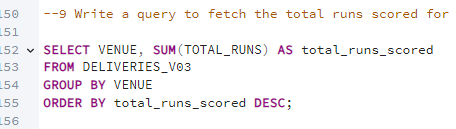 150 --9 Write a query to fetch the total runs scored for
151
152 SELECT VENUE, SUM(TOTAL_RUNS) AS total_runs_scored
153 FROM DELIVERIES_V03
154 GROUP BY VENUE
155 ORDER BY total_runs_scored DESC;
156